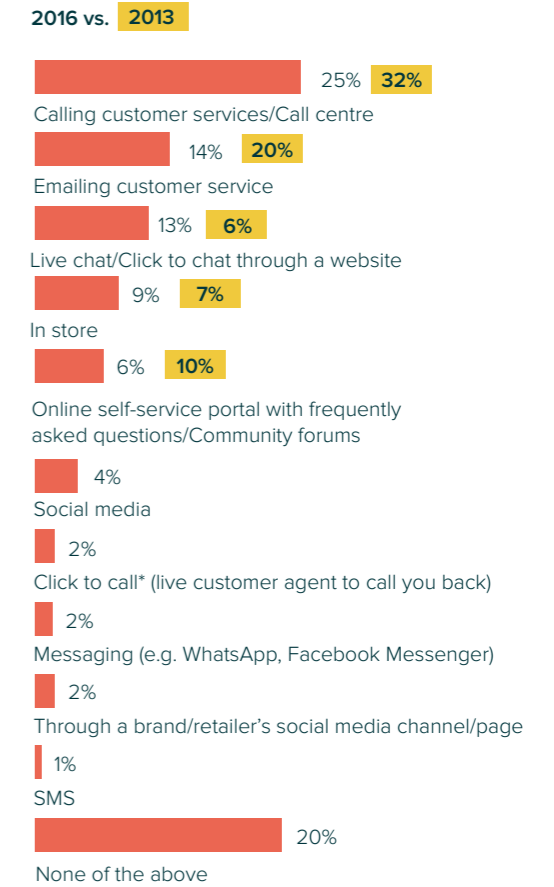 2016 vs. 2013
25% 32%
Calling customer services/Call centre
14% 20%
Emailing customer service
13% 6%
Live chat/Click to chat through a website
9% 7%
In store
6% 10%
Online self-service portal with frequently
asked questions/Community forums
4%
Social media
2%
Click to call* (live customer agent to call you back)
2%
Messaging (e.g. WhatsApp, Facebook Messenger)
2%
Through a brand/retailer’s social media channel/page
1%
SMS
20%
None of the above